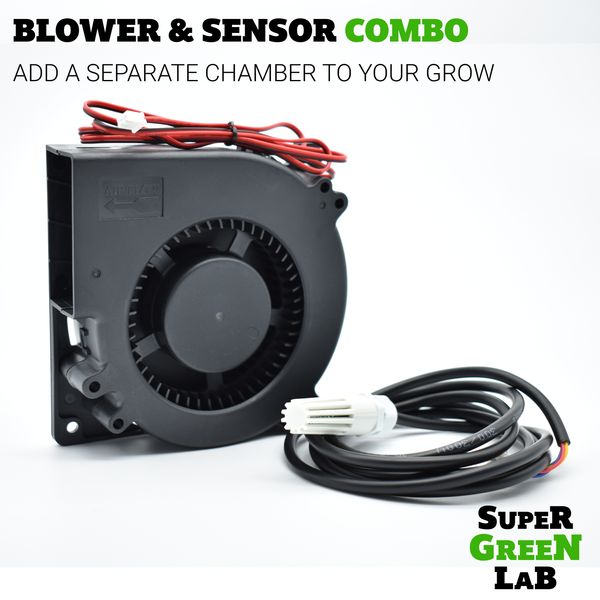 BLOWER & SENSOR COMBO
ADD A SEPARATE CHAMBER TO YOUR GROW
SUPER
GREEN
LAB